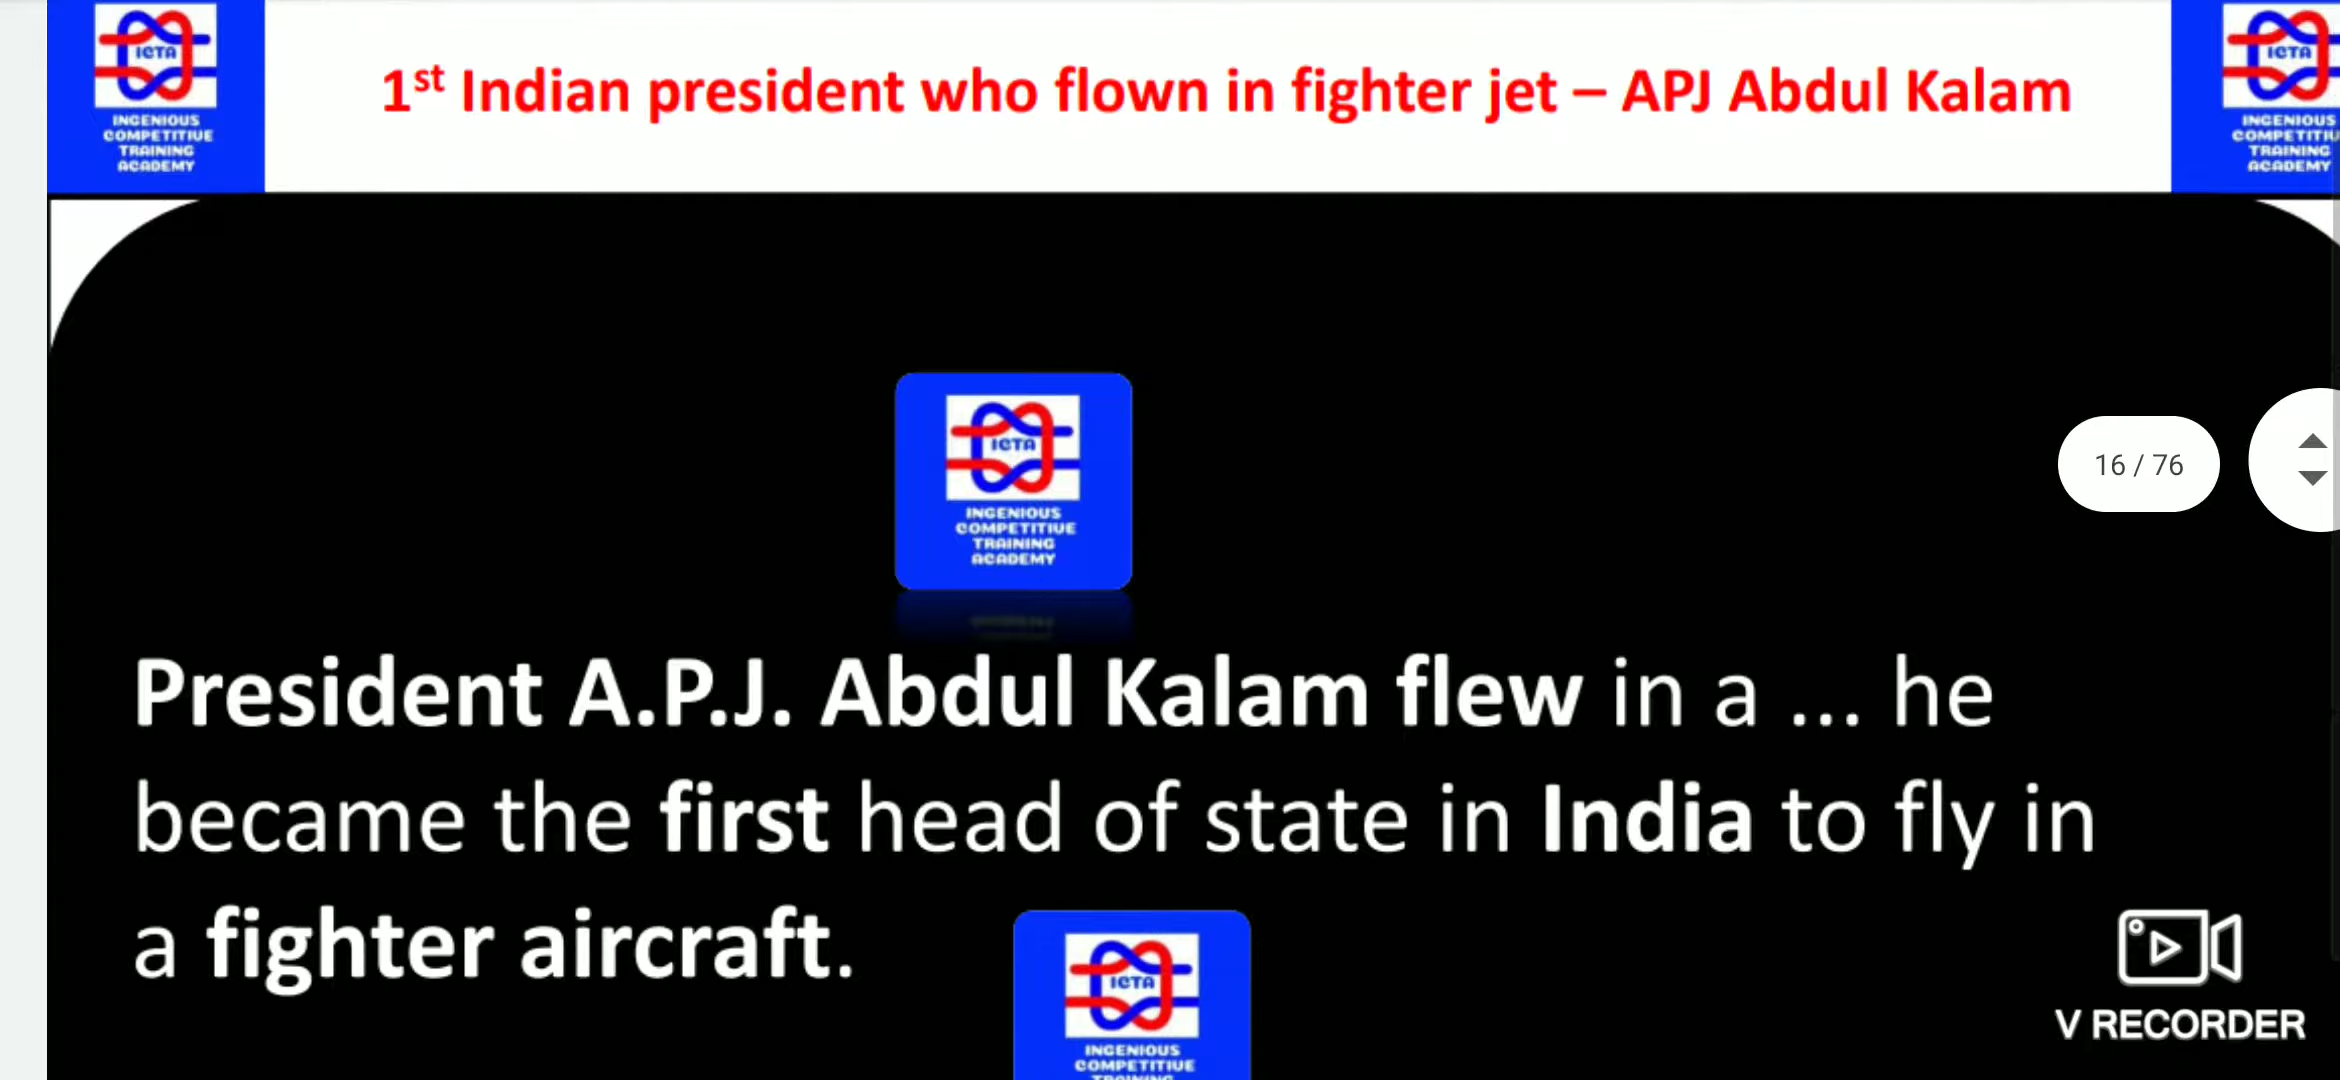 ICTA
INGENIOUS
COMPETITIVE
TRAINING
ACADEMY
1st Indian president who flown in fighter jet – APJ Abdul Kalam
ICTA
INGENIOUS
COMPETITIV
TRAINING
ACADEMY
ICTA
INGENIOUS
COMPETITIVE
TRAINING
ACADEMY
16 / 76
President A.P.J. Abdul Kalam flew in a ... he
became the first head of state in India to fly in
a fighter aircraft.
ICTA
INGENIOUS
COMPETITIVE
TRAINING
V RECORDER